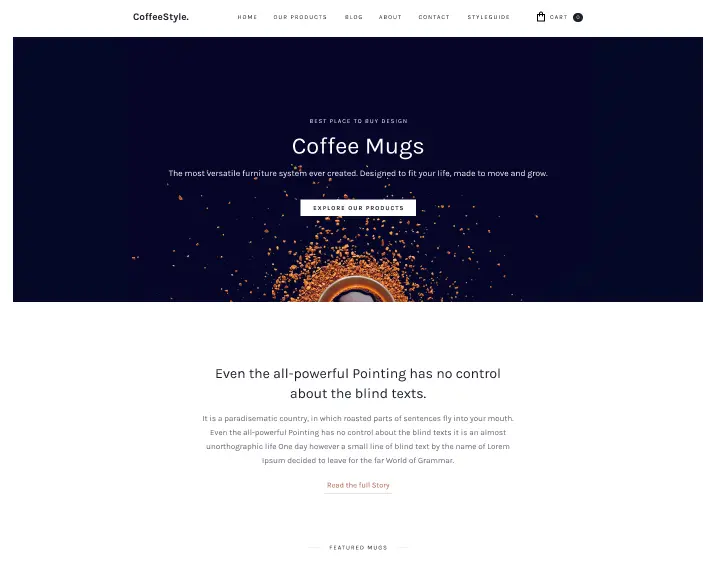 CoffeeStyle.
HOME OUR PRODUCTS BLOG ABOUT CONTACT STYLEGUIDE CART 0
BEST PLACE TO BUY DESIGN
Coffee Mugs
The most versatile furniture system ever created. Designed to fit your life, made to move and grow.
EXPLORE OUR PRODUCTS
Even the all-powerful Pointing has no control
about the blind texts.
It is a paradisematic country, in which roasted parts of sentences fly into your mouth.
Even the all-powerful Pointing has no control about the blind texts it is an almost
unorthographic life One day however a small line of blind text by the name of Lorem
Ipsum decided to leave for the far World of Grammar.
Read the full Story
FEATURED MUGS